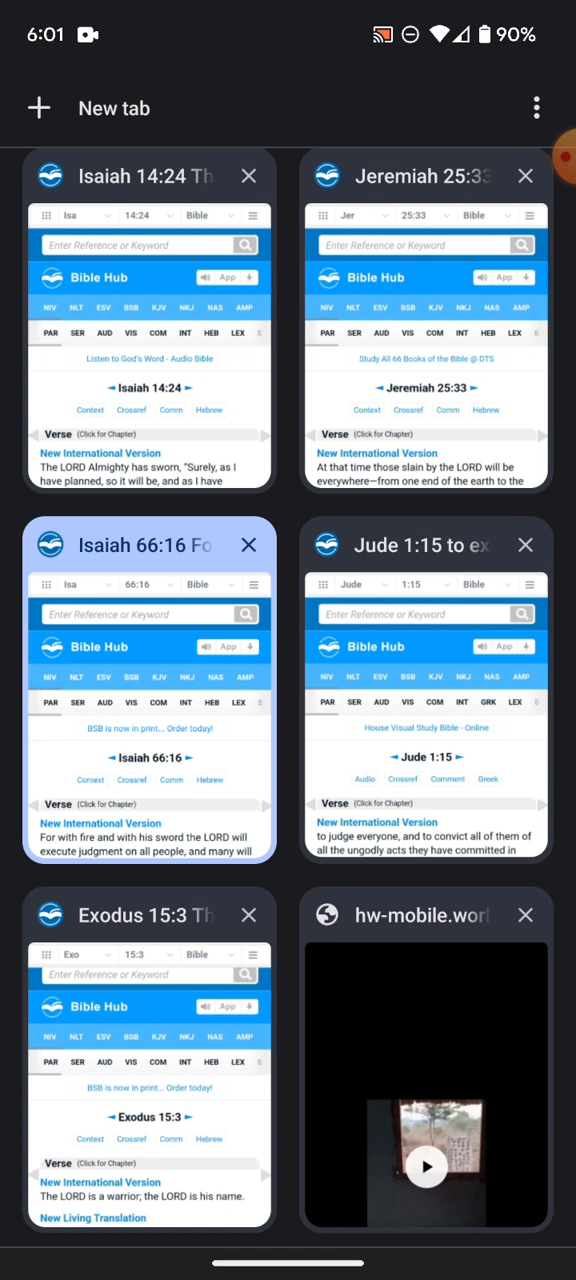 6:01 90%
New tab
Isaiah 14:24 Th
Isa 14:24 Bible
Enter Reference or Keyword
Bible Hub App
NIV NLT ESV BSB KJV NKJ NAS AMP
PAR SER AUD VIS COM INT HEB LEX S
Listen to God's Word - Audio Bible
Isaiah 14:24
Context Crossref Comm Hebrew
Verse (Click for Chapter)
New International Version
The LORD Almighty has sworn, “Surely, as I
have planned, so it will be, and as I have
Jeremiah 25:33
Jer 25:33 Bible
Enter Reference or Keyword
Bible Hub App
NIV NLT ESV BSB KJV NKJ NAS AMP
PAR SER AUD VIS COM INT HEB LEX S
Study All 66 Books of the Bible @ DTS
Jeremiah 25:33
Context Crossref Comm Hebrew
Verse (Click for Chapter)
New International Version
At that time those slain by the LORD will be
everywhere—from one end of the earth to the
Isaiah 66:16 Fo
Isa 66:16 Bible
Enter Reference or Keyword
Bible Hub App
NIV NLT ESV BSB KJV NKJ NAS AMP
PAR SER AUD VIS COM INT HEB LEX S
BSB is now in print... Order today!
Isaiah 66:16
Context Crossref Comm Hebrew
Verse (Click for Chapter)
New International Version
For with fire and with his sword the LORD will
execute judgment on all people, and many will
Jude 1:15 to ex
Jude 1:15 Bible
Enter Reference or Keyword
Bible Hub App
NIV NLT ESV BSB KJV NKJ NAS AMP
PAR SER AUD VIS COM INT GRK LEX S
House Visual Study Bible - Online
Jude 1:15
Audio Crossref Comment Greek
Verse (Click for Chapter)
New International Version
to judge everyone, and to convict all of them of
all the ungodly acts they have committed in
Exodus 15:3 Th
Exo 15:3 Bible
Enter Reference or Keyword
Bible Hub App
NIV NLT ESV BSB KJV NKJ NAS AMP
PAR SER AUD VIS COM INT HEB LEX S
BSB is now in print... Order today!
Exodus 15:3
Context Crossref Comm Hebrew
Verse (Click for Chapter)
New International Version
The LORD is a warrior; the LORD is his name.
New Living Translation
hw-mobile.worl